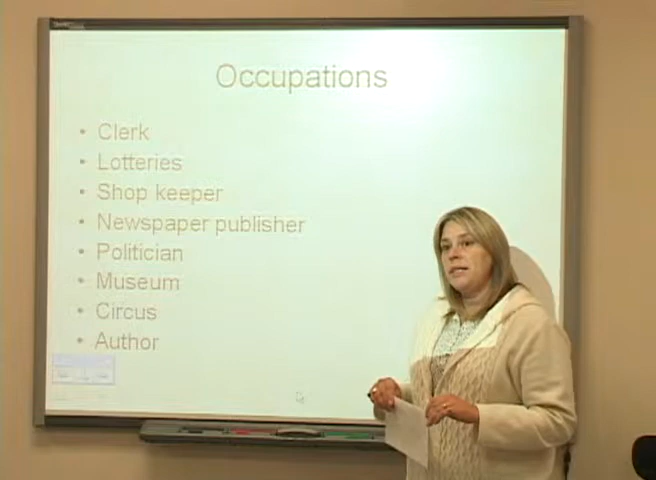 Occupations
• Clerk
• Lotteries
• Shop keeper
• Newspaper publisher
• Politician
• Museum
• Circus
• Author